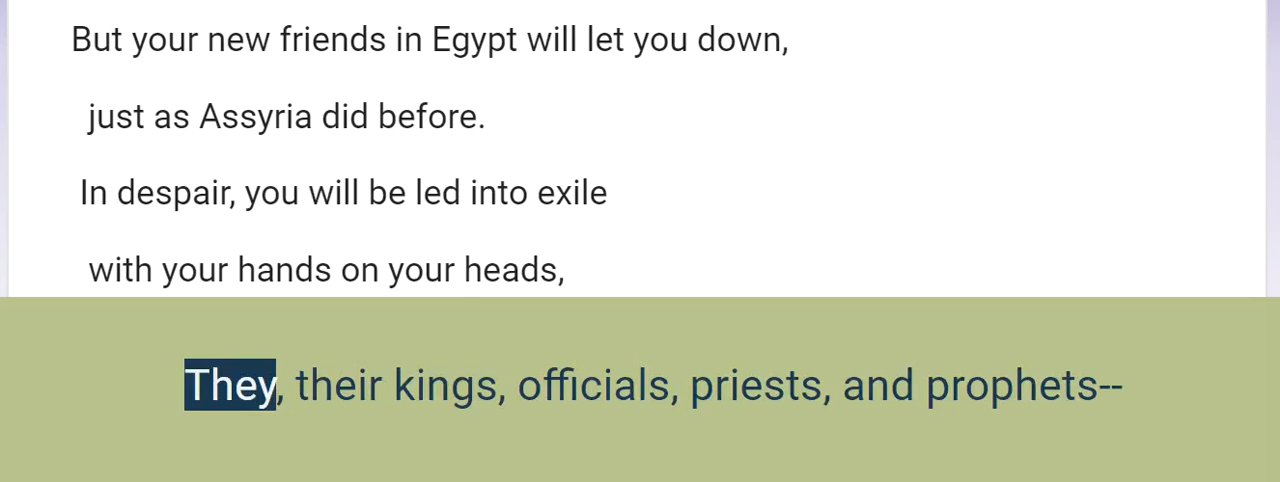 But your new friends in Egypt will let you down,
just as Assyria did before.
In despair, you will be led into exile
with your hands on your heads,
They, their kings, officials, priests, and prophets--